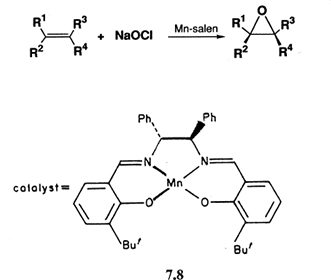 R¹ R³ Mn-salen R¹ O R³
R² R⁴ + NaOCl R² R⁴
Ph Ph
N N
catalyst= Mn
O O
Buᵗ Buᵗ
7.8